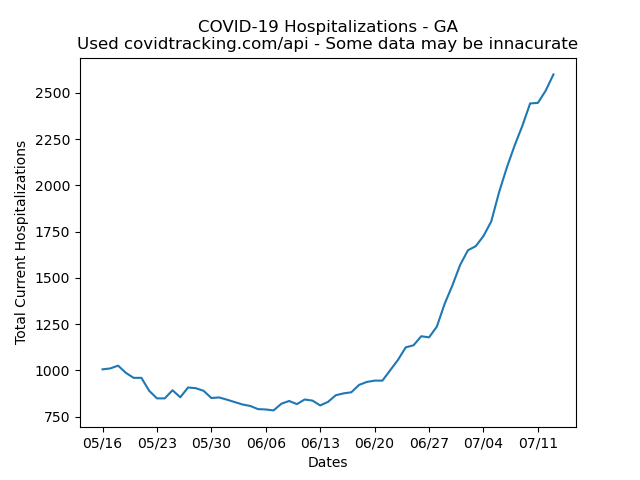 COVID-19 Hospitalizations - GA
Used covidtracking.com/api - Some data may be innacurate
Total Current Hospitalizations
2500
2250
2000
1750
1500
1250
1000
750
05/16 05/23 05/30 06/06 06/13 06/20 06/27 07/04 07/11
Dates